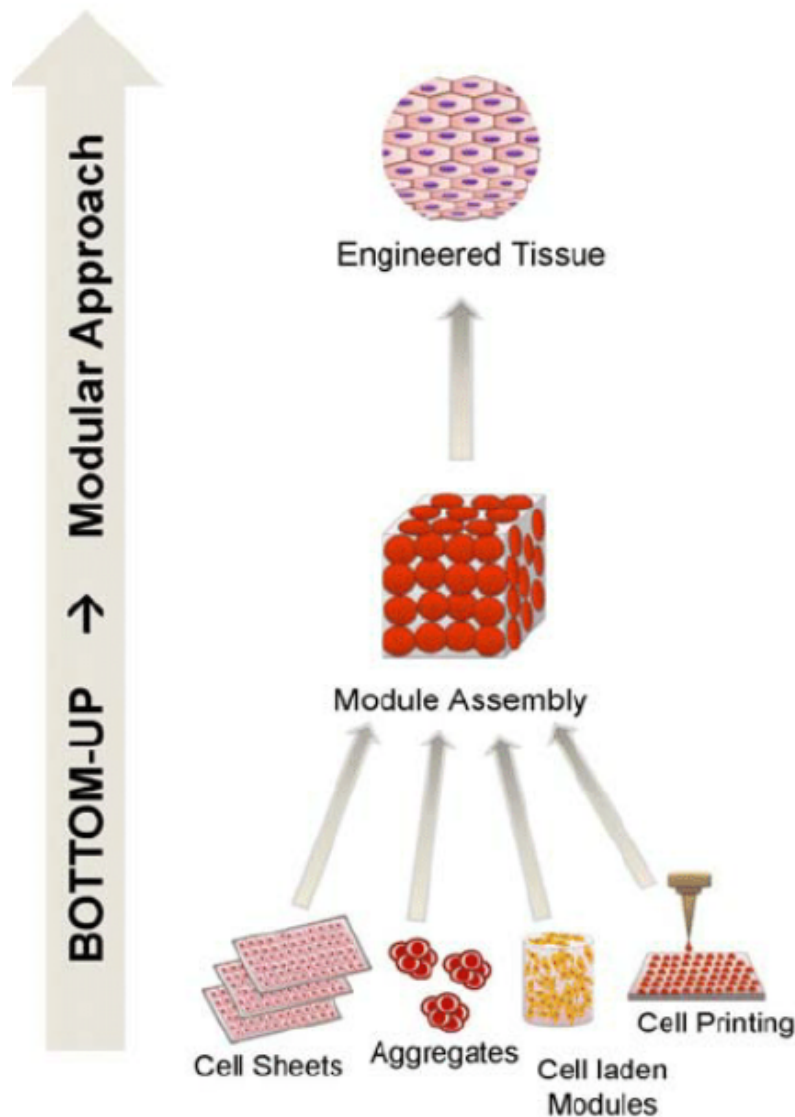 BOTTOM-UP → Modular Approach
Engineered Tissue
Module Assembly
Cell Sheets
Aggregates
Cell laden
Modules
Cell Printing